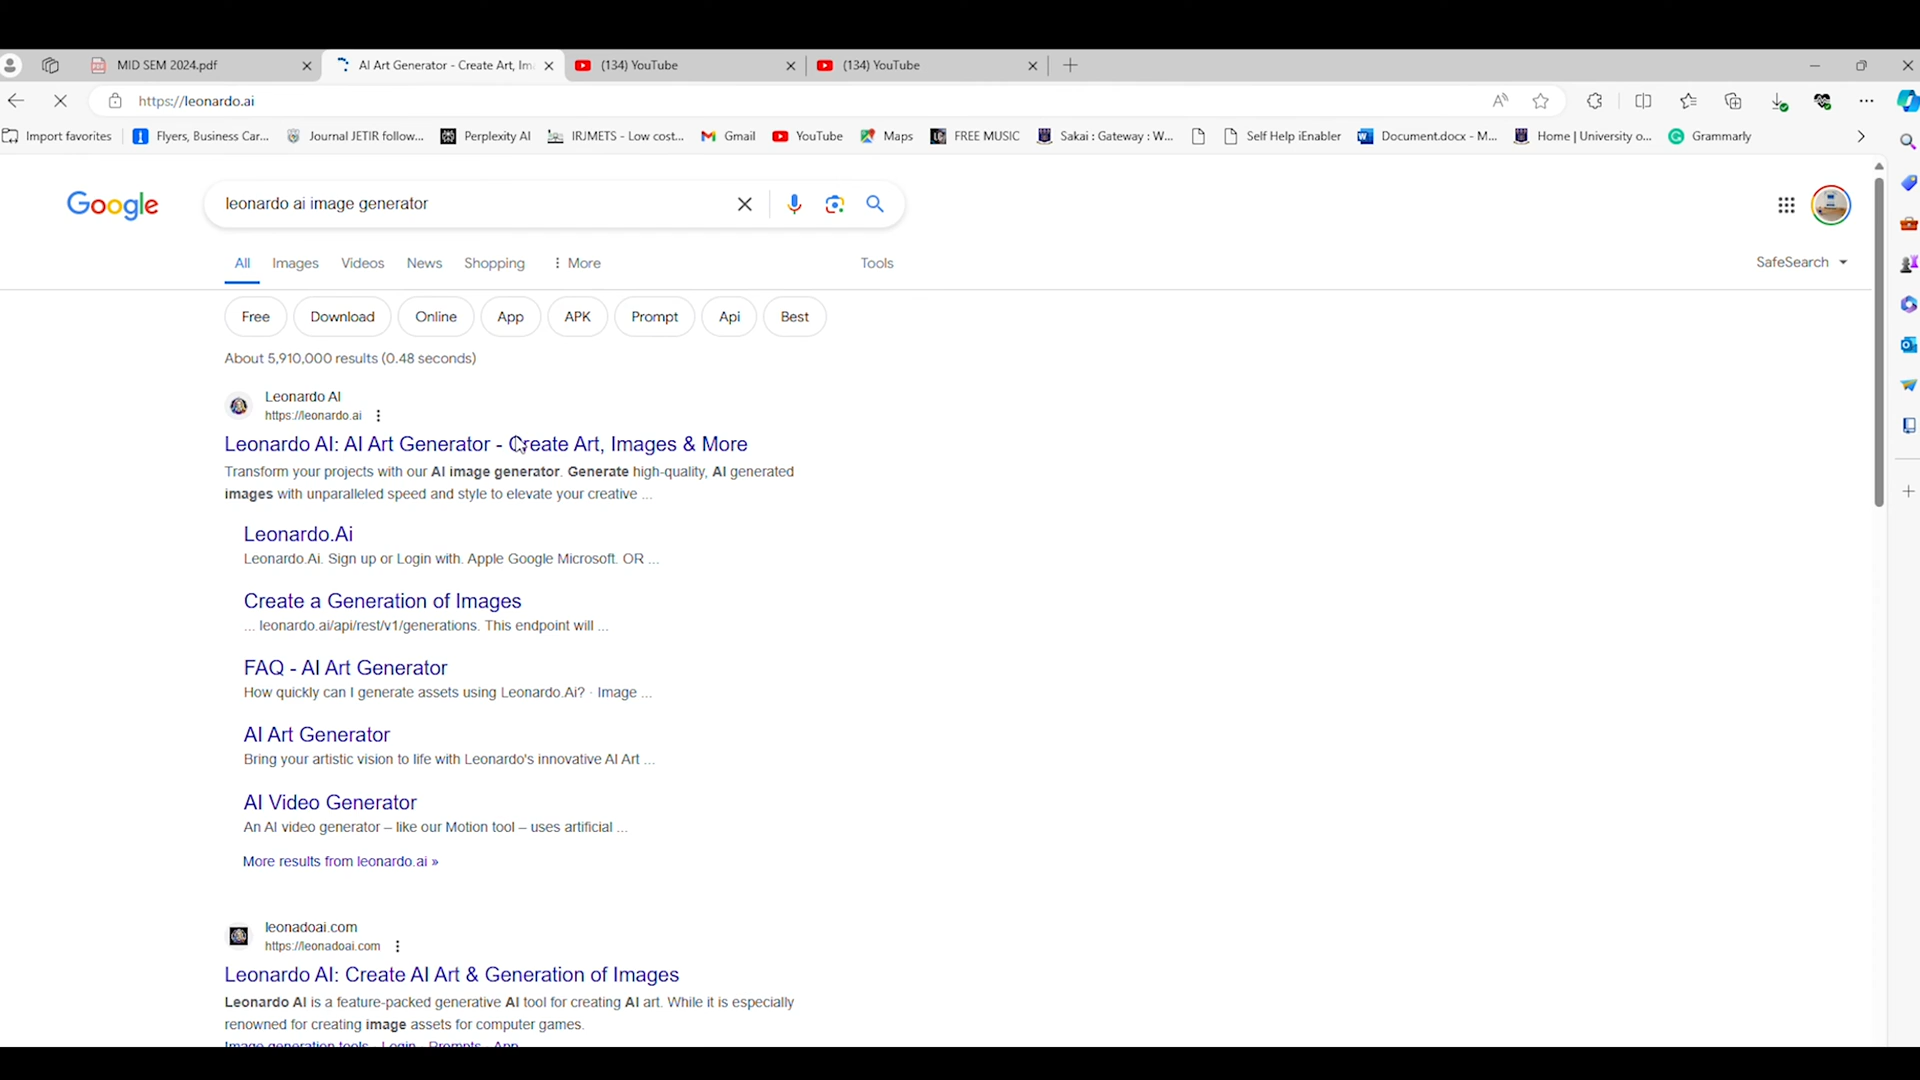 MID SEM 2024.pdf
AI Art Generator - Create Art, Im
(134) YouTube
(134) YouTube
https://leonardo.ai
Import favorites
Flyers, Business Car...
Journal JETIR follow...
Perplexity AI
IRJMETS - Low cost...
Gmail
YouTube
Maps
FREE MUSIC
Sakai : Gateway : W...
Self Help iEnabler
Document.docx - M...
Home | University o...
Grammarly
Google
leonardo ai image generator
All
Images
Videos
News
Shopping
More
Tools
SafeSearch
Free
Download
Online
App
APK
Prompt
Api
Best
About 5,910,000 results (0.48 seconds)
Leonardo AI
https://leonardo.ai
Leonardo AI: AI Art Generator - Create Art, Images & More
Transform your projects with our AI image generator. Generate high-quality, AI generated
images with unparalleled speed and style to elevate your creative ...
Leonardo.Ai
Leonardo.Ai. Sign up or Login with. Apple Google Microsoft. OR ...
Create a Generation of Images
... leonardo.ai/api/rest/v1/generations. This endpoint will ...
FAQ - AI Art Generator
How quickly can I generate assets using Leonardo.Ai? · Image ...
AI Art Generator
Bring your artistic vision to life with Leonardo's innovative AI Art ...
AI Video Generator
An AI video generator – like our Motion tool – uses artificial ...
More results from leonardo.ai »
leonadoai.com
https://leonadoai.com
Leonardo AI: Create AI Art & Generation of Images
Leonardo AI is a feature-packed generative AI tool for creating AI art. While it is especially
renowned for creating image assets for computer games.
Image generation tools · Login · Prompts · App